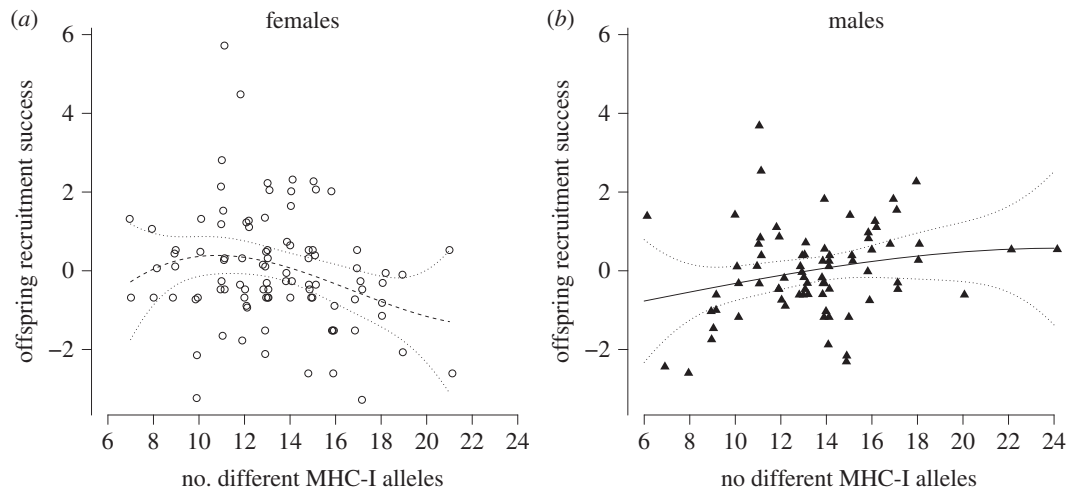 (a)
females
offspring recruitment success
6
4
2
0
−2
6 8 10 12 14 16 18 20 22 24
no. different MHC-I alleles
(b)
males
offspring recruitment success
6
4
2
0
−2
6 8 10 12 14 16 18 20 22 24
no different MHC-I alleles